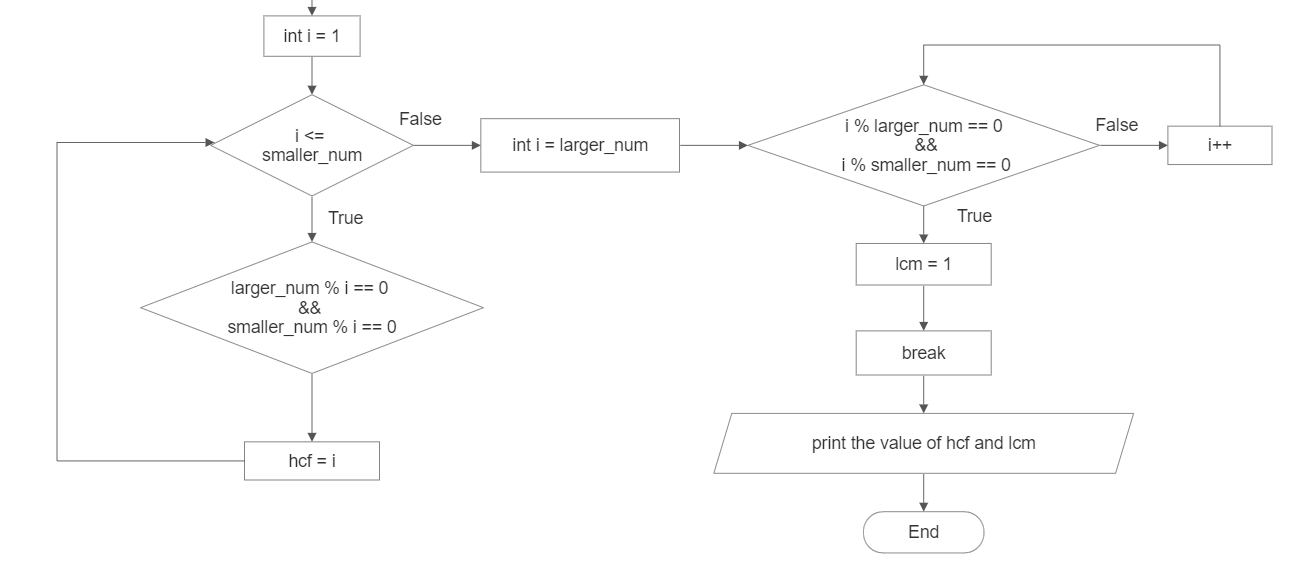 int i = 1
i <=
smaller_num
False
True
larger_num % i == 0
&&
smaller_num % i == 0
hcf = i
int i = larger_num
i % larger_num == 0
&&
i % smaller_num == 0
False
i++
True
lcm = 1
break
print the value of hcf and lcm
End